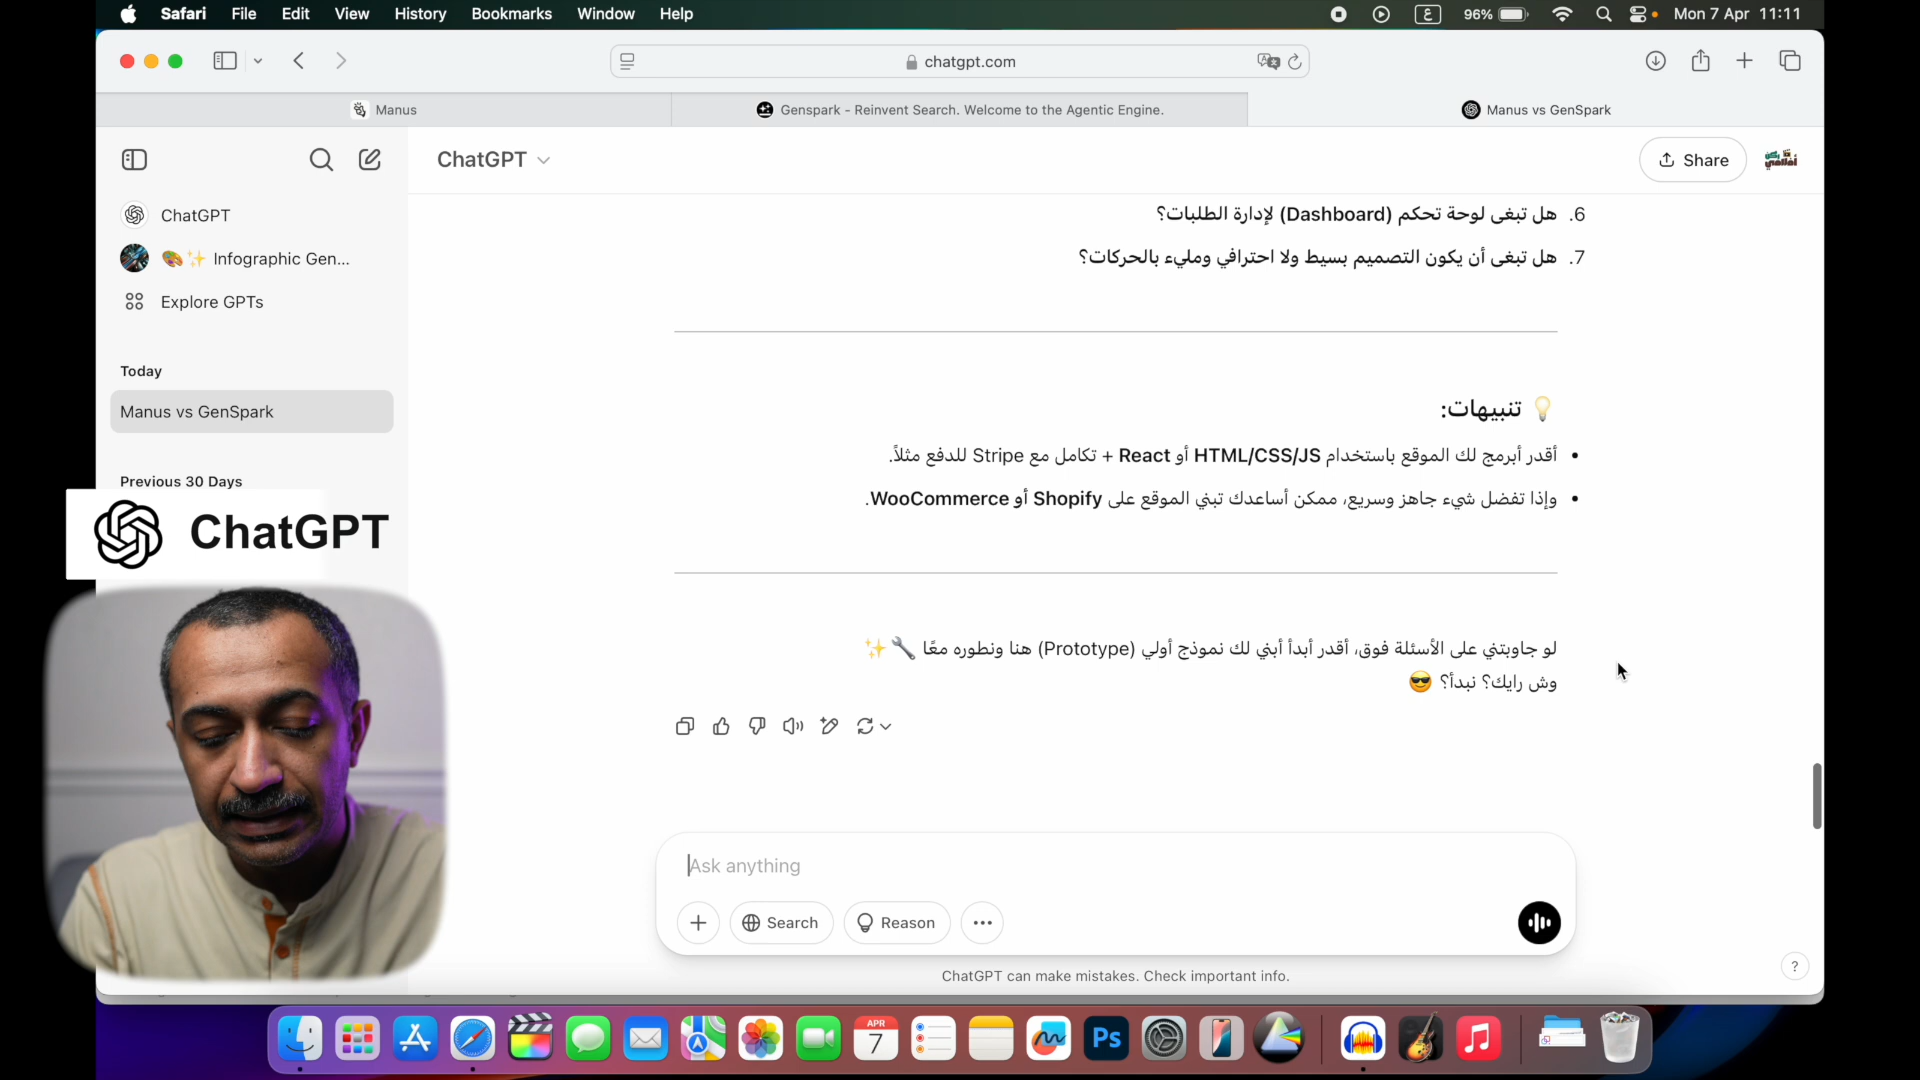 Safari File Edit View History Bookmarks Window Help
ع 96% Mon 7 Apr 11:11
chatgpt.com
Manus
Genspark - Reinvent Search. Welcome to the Agentic Engine.
Manus vs GenSpark
ChatGPT
Share
ChatGPT
🎨✨ Infographic Gen...
Explore GPTs
Today
Manus vs GenSpark
Previous 30 Days
ChatGPT
6. هل تبغى لوحة تحكم (Dashboard) لإدارة الطلبات؟
7. هل تبغى أن يكون التصميم بسيط ولا احترافي ومليء بالحركات؟
💡 تنبيهات:
• أقدر أبرمج لك الموقع باستخدام HTML/CSS/JS أو React + تكامل مع Stripe للدفع مثلاً.
• وإذا تفضل شيء جاهز وسريع، ممكن أساعدك تبني الموقع على Shopify أو WooCommerce.
لو جاوبتني على الأسئلة فوق، أقدر أبدأ أبني لك نموذج أولي (Prototype) هنا ونطوره معًا 🔧✨
وش رايك؟ نبدأ؟ 😎
Ask anything
Search
Reason
ChatGPT can make mistakes. Check important info.
?
APR
7
Ps